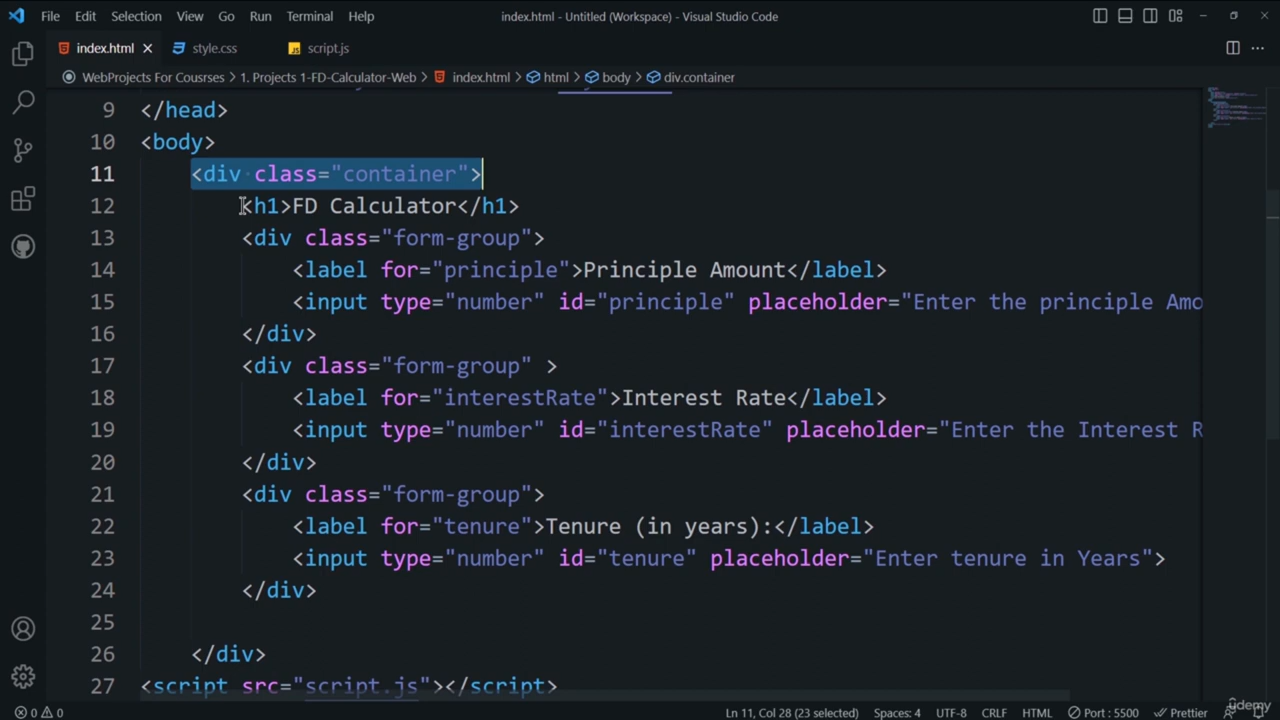 File Edit Selection View Go Run Terminal Help index.html - Untitled (Workspace) - Visual Studio Code
index.html style.css JS script.js
WebProjects For Cousrses > 1. Projects 1-FD-Calculator-Web > index.html > html > body > div.container
9 </head>
10 <body>
11 <div class="container">
12 <h1>FD Calculator</h1>
13 <div class="form-group">
14 <label for="principle">Principle Amount</label>
15 <input type="number" id="principle" placeholder="Enter the principle Amo
16 </div>
17 <div class="form-group" >
18 <label for="interestRate">Interest Rate</label>
19 <input type="number" id="interestRate" placeholder="Enter the Interest R
20 </div>
21 <div class="form-group">
22 <label for="tenure">Tenure (in years):</label>
23 <input type="number" id="tenure" placeholder="Enter tenure in Years">
24 </div>
25
26 </div>
27 <script src="script.js"></script>
0 0 Ln 11, Col 28 (23 selected) Spaces: 4 UTF-8 CRLF HTML Port : 5500 Prettier
ûdemy